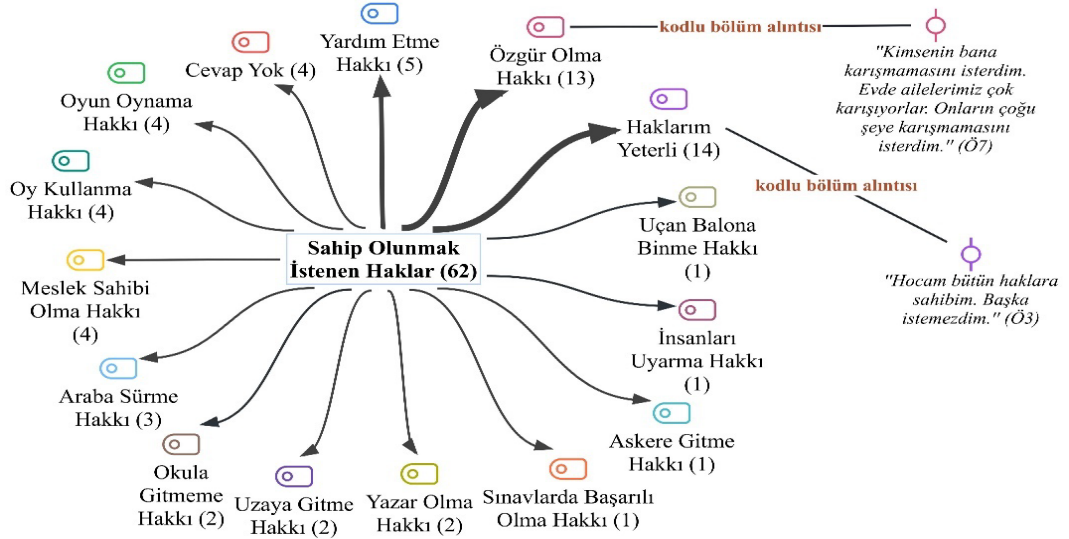 Yardım Etme
Hakkı (5)
Özgür Olma
Hakkı (13)
kodlu bölüm alıntısı
"Kimsenin bana
karışmamasını isterdim.
Evde ailelerimiz çok
karışıyorlar. Onların çoğu
şeye karışmamasını
isterdim." (Ö7)
Cevap Yok (4)
Oyun Oynama
Hakkı (4)
Haklarım
Yeterli (14)
kodlu bölüm alıntısı
"Hocam bütün haklara
sahibim. Başka
istemezdim." (Ö3)
Oy Kullanma
Hakkı (4)
Uçan Balona
Binme Hakkı
(1)
Sahip Olunmak
İstenen Haklar (62)
Meslek Sahibi
Olma Hakkı
(4)
İnsanları
Uyarma Hakkı
(1)
Araba Sürme
Hakkı (3)
Askere Gitme
Hakkı (1)
Okula
Gitmeme
Hakkı (2)
Uzaya Gitme
Hakkı (2)
Yazar Olma
Hakkı (2)
Sınavlarda Başarılı
Olma Hakkı (1)